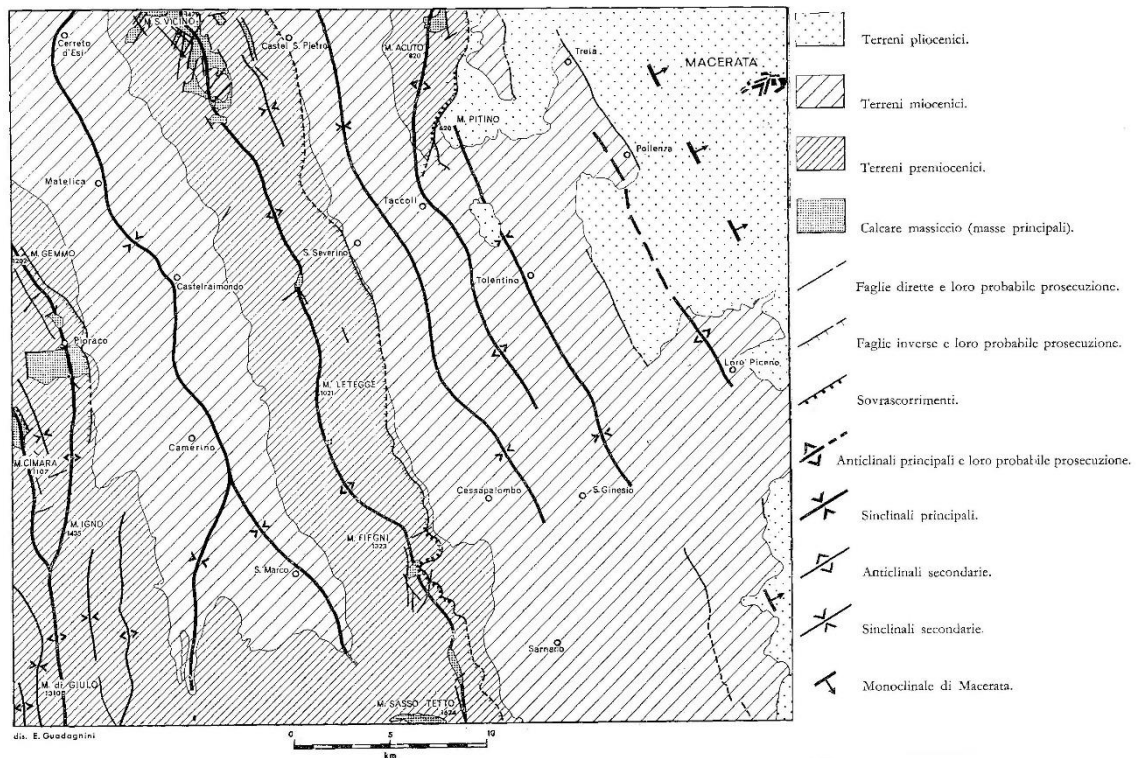 M. S. VICINO
Cerreto
d'Esi
Castel S. Pietro
M. ACUTO
820
Treia
MACERATA
M. PITINO
620
Pollenza
Matelica
Taccoli
M. GEMMO
S. Severino
Tolentino
Castelraimondo
Pioraco
Loro Piceno
M. LETEGGE
1021
Camerino
M. CIMARA
1107
Cessapalombo
S. Ginesio
M. IGNO
1435
M. FIEGNI
1323
S. Marco
Sarnano
M. di GIULO
M. SASSO TETTO
1624
dis. E. Guadagnini
0 5 10
km
Terreni pliocenici.
Terreni miocenici.
Terreni premiocenici.
Calcare massiccio (masse principali).
Faglie dirette e loro probabile prosecuzione.
Faglie inverse e loro probabile prosecuzione.
Sovrascorrimenti.
Anticlinali principali e loro probabile prosecuzione.
Sinclinali principali.
Anticlinali secondarie.
Sinclinali secondarie.
Monoclinale di Macerata.